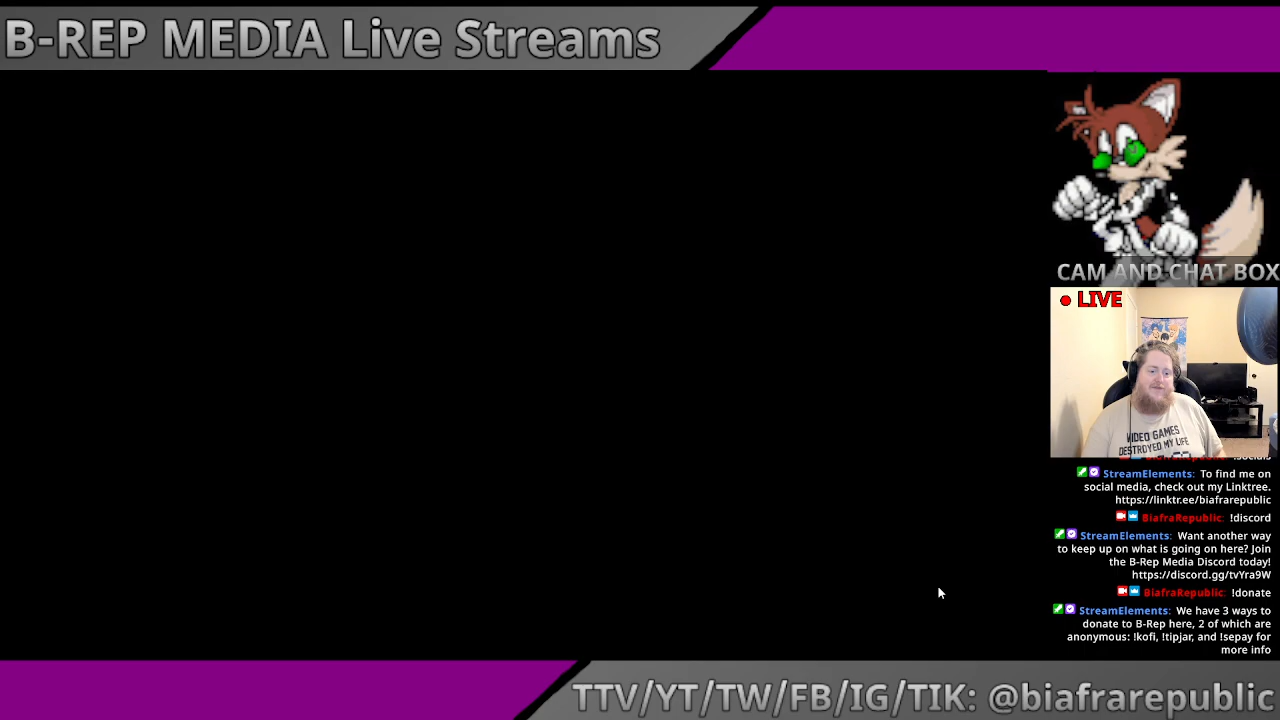 B-REP MEDIA Live Streams
CAM AND CHAT BOX
LIVE
VIDEO GAMES
DESTROYED MY LIFE
StreamElements: To find me on
social media, check out my Linktree.
https://linktr.ee/biafrarepublic
BiafraRepublic: !discord
StreamElements: Want another way
to keep up on what is going on here? Join
the B-Rep Media Discord today!
https://discord.gg/tvYra9W
BiafraRepublic: !donate
StreamElements: We have 3 ways to
donate to B-Rep here, 2 of which are
anonymous: !kofi, !tipjar, and !sepay for
more info
TTV/YT/TW/FB/IG/TIK: @biafrarepublic